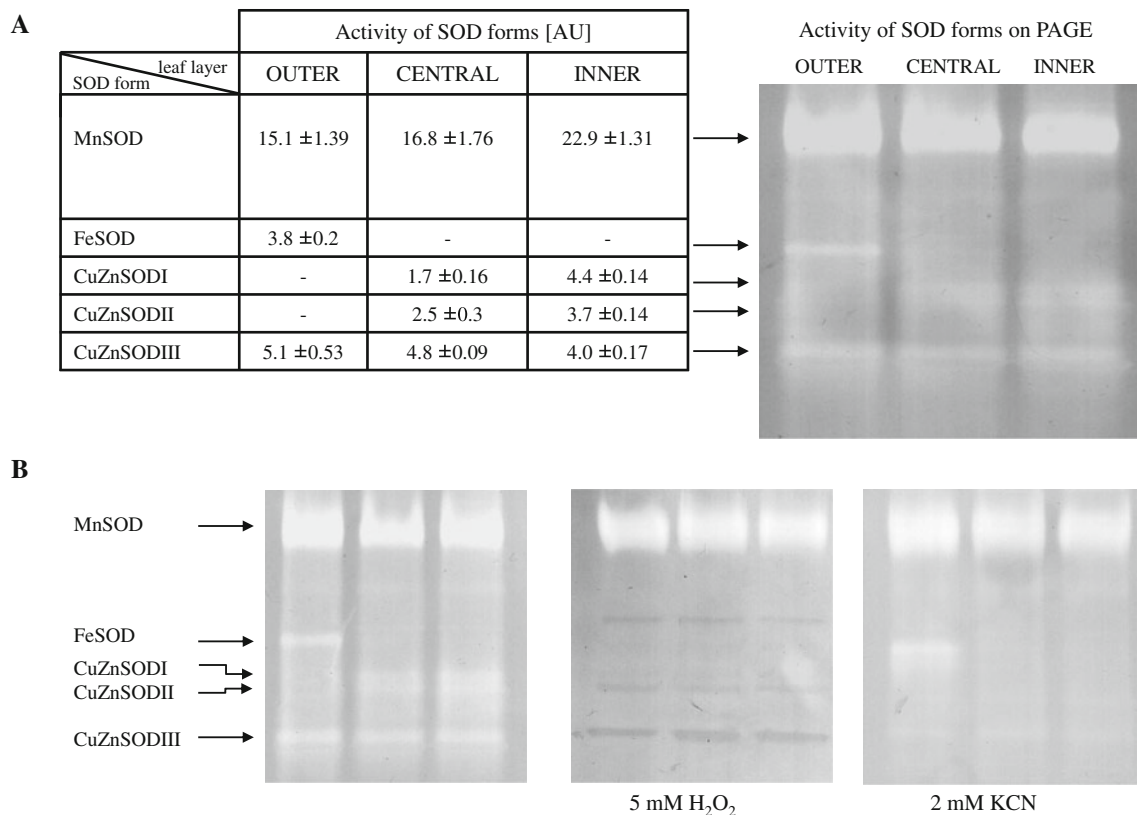 A
Activity of SOD forms [AU]
leaf layer
SOD form
OUTER CENTRAL INNER
MnSOD 15.1 ±1.39 16.8 ±1.76 22.9 ±1.31
FeSOD 3.8 ±0.2 - -
CuZnSODI - 1.7 ±0.16 4.4 ±0.14
CuZnSODII - 2.5 ±0.3 3.7 ±0.14
CuZnSODIII 5.1 ±0.53 4.8 ±0.09 4.0 ±0.17
Activity of SOD forms on PAGE
OUTER CENTRAL INNER
B
MnSOD
FeSOD
CuZnSODI
CuZnSODII
CuZnSODIII
5 mM H₂O₂
2 mM KCN